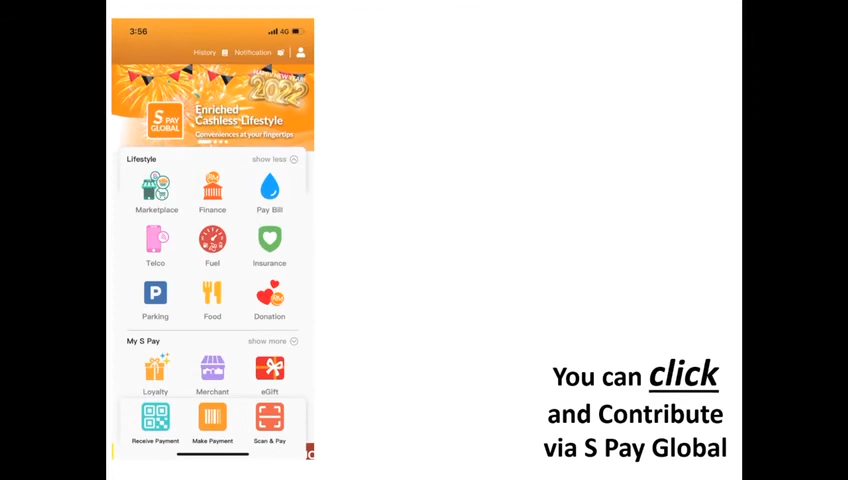 3:56
4G
History
Notification
HAPPY NEW YEAR
2022
S PAY
GLOBAL
Enriched
Cashless Lifestyle
Conveniences at your fingertips
Lifestyle
show less
RM
Marketplace
Finance
Pay Bill
Telco
Fuel
Insurance
P
RM
Parking
Food
Donation
My S Pay
show more
Loyalty
Merchant
eGift
Receive Payment
Make Payment
Scan & Pay
You can click
and Contribute
via S Pay Global